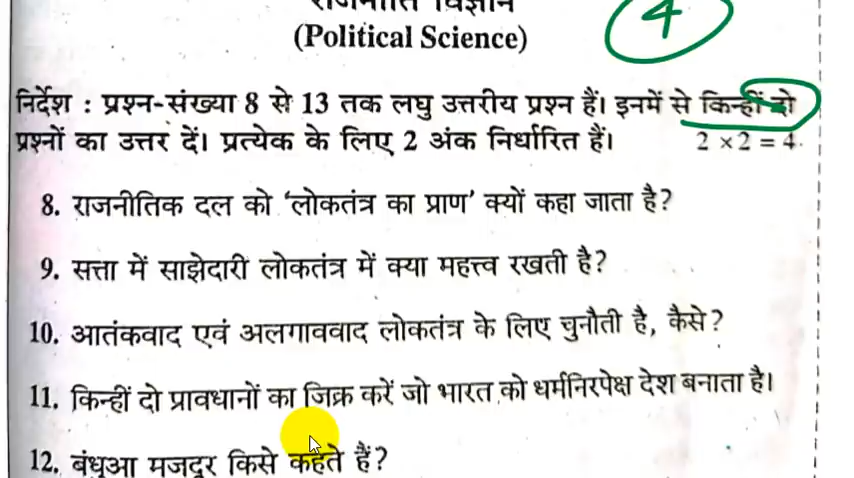 राजनीति विज्ञान
(Political Science)
4
निर्देश : प्रश्न-संख्या 8 से 13 तक लघु उत्तरीय प्रश्न हैं। इनमें से किन्हीं दो
प्रश्नों का उत्तर दें। प्रत्येक के लिए 2 अंक निर्धारित हैं। 2 × 2 = 4
8. राजनीतिक दल को 'लोकतंत्र का प्राण' क्यों कहा जाता है?
9. सत्ता में साझेदारी लोकतंत्र में क्या महत्त्व रखती है?
10. आतंकवाद एवं अलगाववाद लोकतंत्र के लिए चुनौती है, कैसे?
11. किन्हीं दो प्रावधानों का जिक्र करें जो भारत को धर्मनिरपेक्ष देश बनाता है।
12. बंधुआ मजदूर किसे कहते हैं?